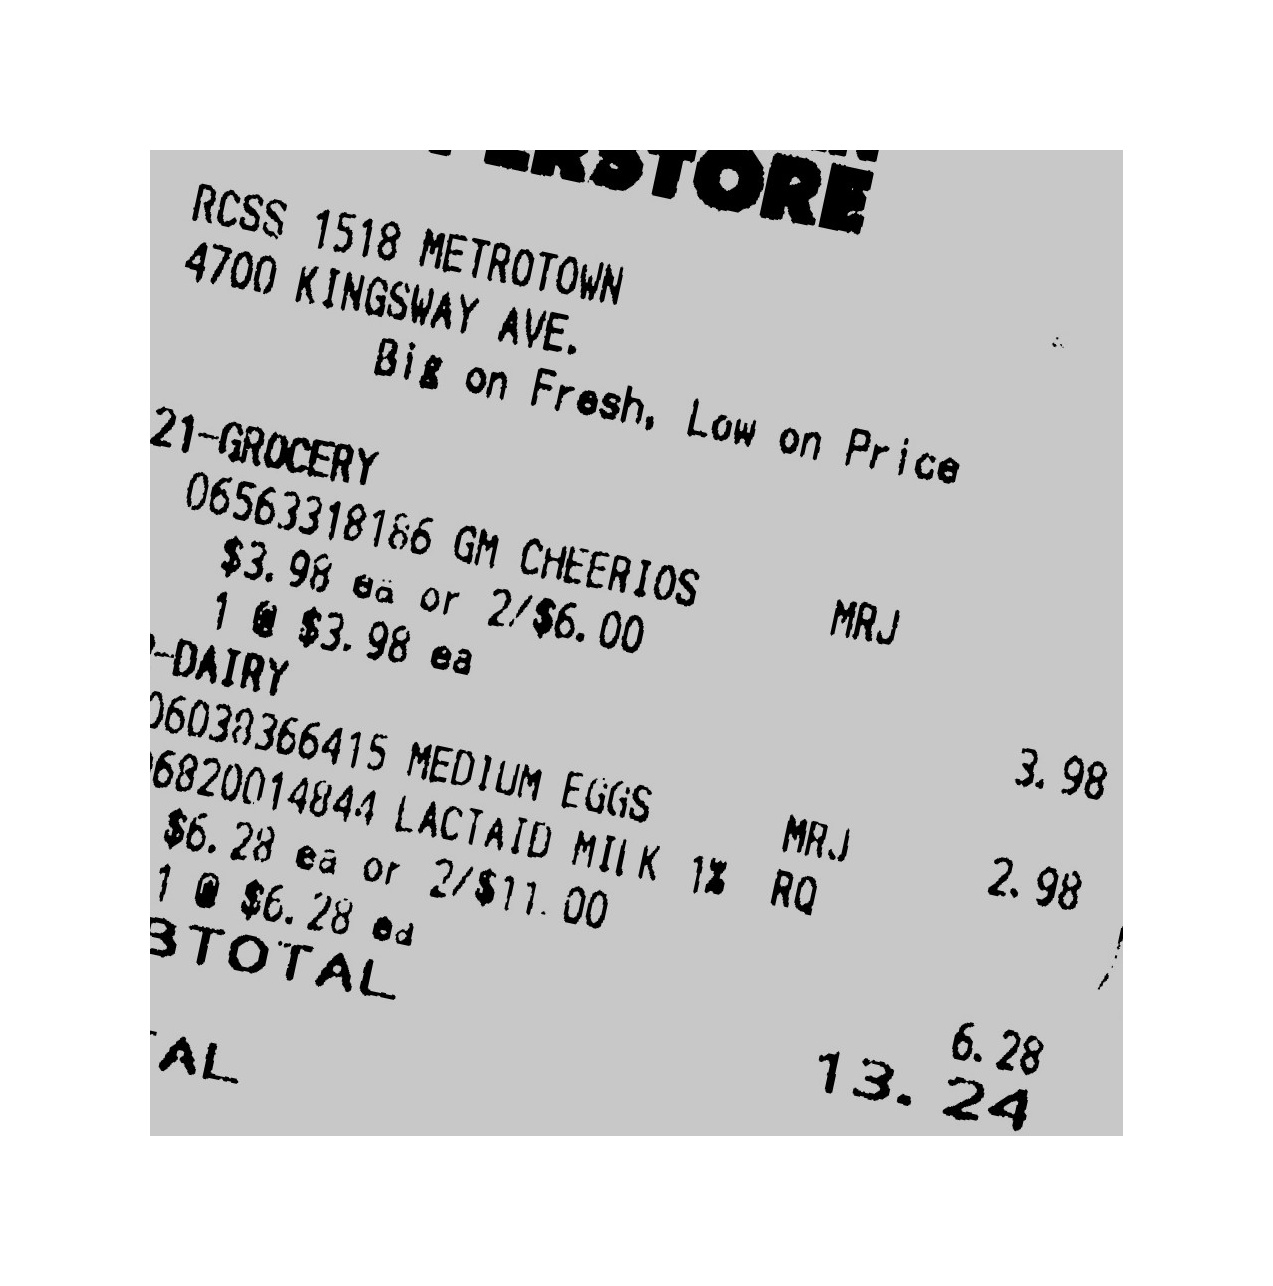 ERSTORE
RCSS 1518 METROTOWN
4700 KINGSWAY AVE.
Big on Fresh, Low on Price
21-GROCERY
06563318186 GM CHEERIOS MRJ 3.98
$3.98 ea or 2/$6.00
1 @ $3.98 ea
-DAIRY
06038366415 MEDIUM EGGS MRJ 2.98
6820014844 LACTAID MILK 1% RQ
$6.28 ea or 2/$11.00
1 @ $6.28 ea 6.28
BTOTAL 13.24
TAL